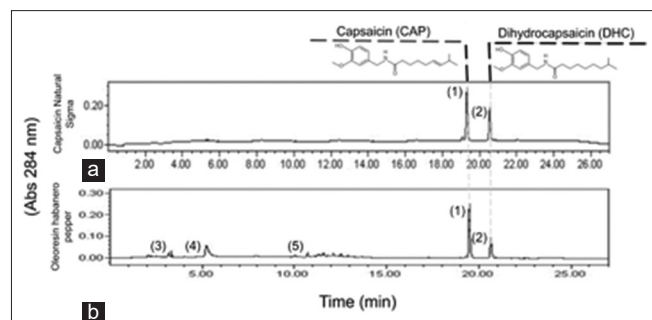 Capsaicin (CAP)
Dihydrocapsaicin (DHC)
HO
H
N
O
O
HO
H
N
O
O
(Abs 284 nm)
Capsaicin Natural
Sigma
0.20
0.00
(1)
(2)
a
2.00 4.00 6.00 8.00 10.00 12.00 14.00 16.00 18.00 20.00 22.00 24.00 26.00
Oleoresin habanero
pepper
0.30
0.20
0.10
0.00
(3)
(4)
(5)
(1)
(2)
b
5.00 10.00 15.00 20.00 25.00
Time (min)